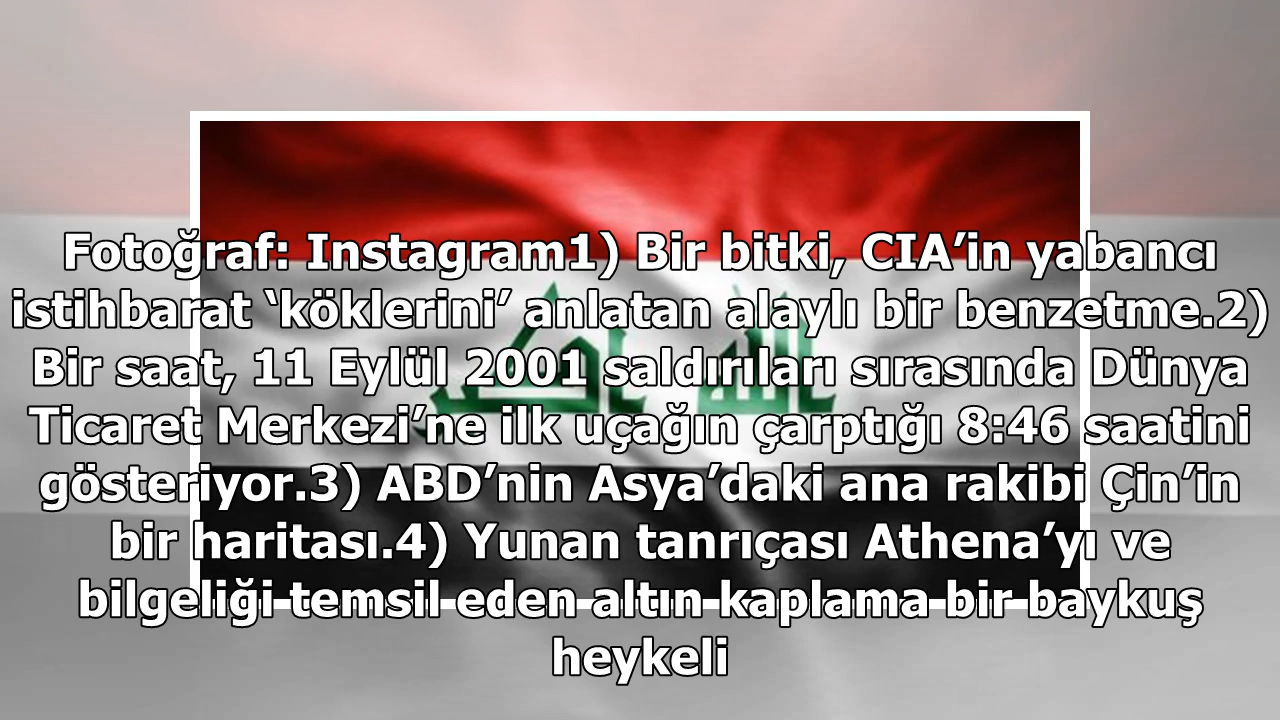 Fotoğraf: Instagram1) Bir bitki, CIA’in yabancı
istihbarat ‘köklerini’ anlatan alaylı bir benzetme.2)
Bir saat, 11 Eylül 2001 saldırıları sırasında Dünya
Ticaret Merkezi’ne ilk uçağın çarptığı 8:46 saatini
gösteriyor.3) ABD’nin Asya’daki ana rakibi Çin’in
bir haritası.4) Yunan tanrıçası Athena’yı ve
bilgeliği temsil eden altın kaplama bir baykuş
heykeli
الله اكبر